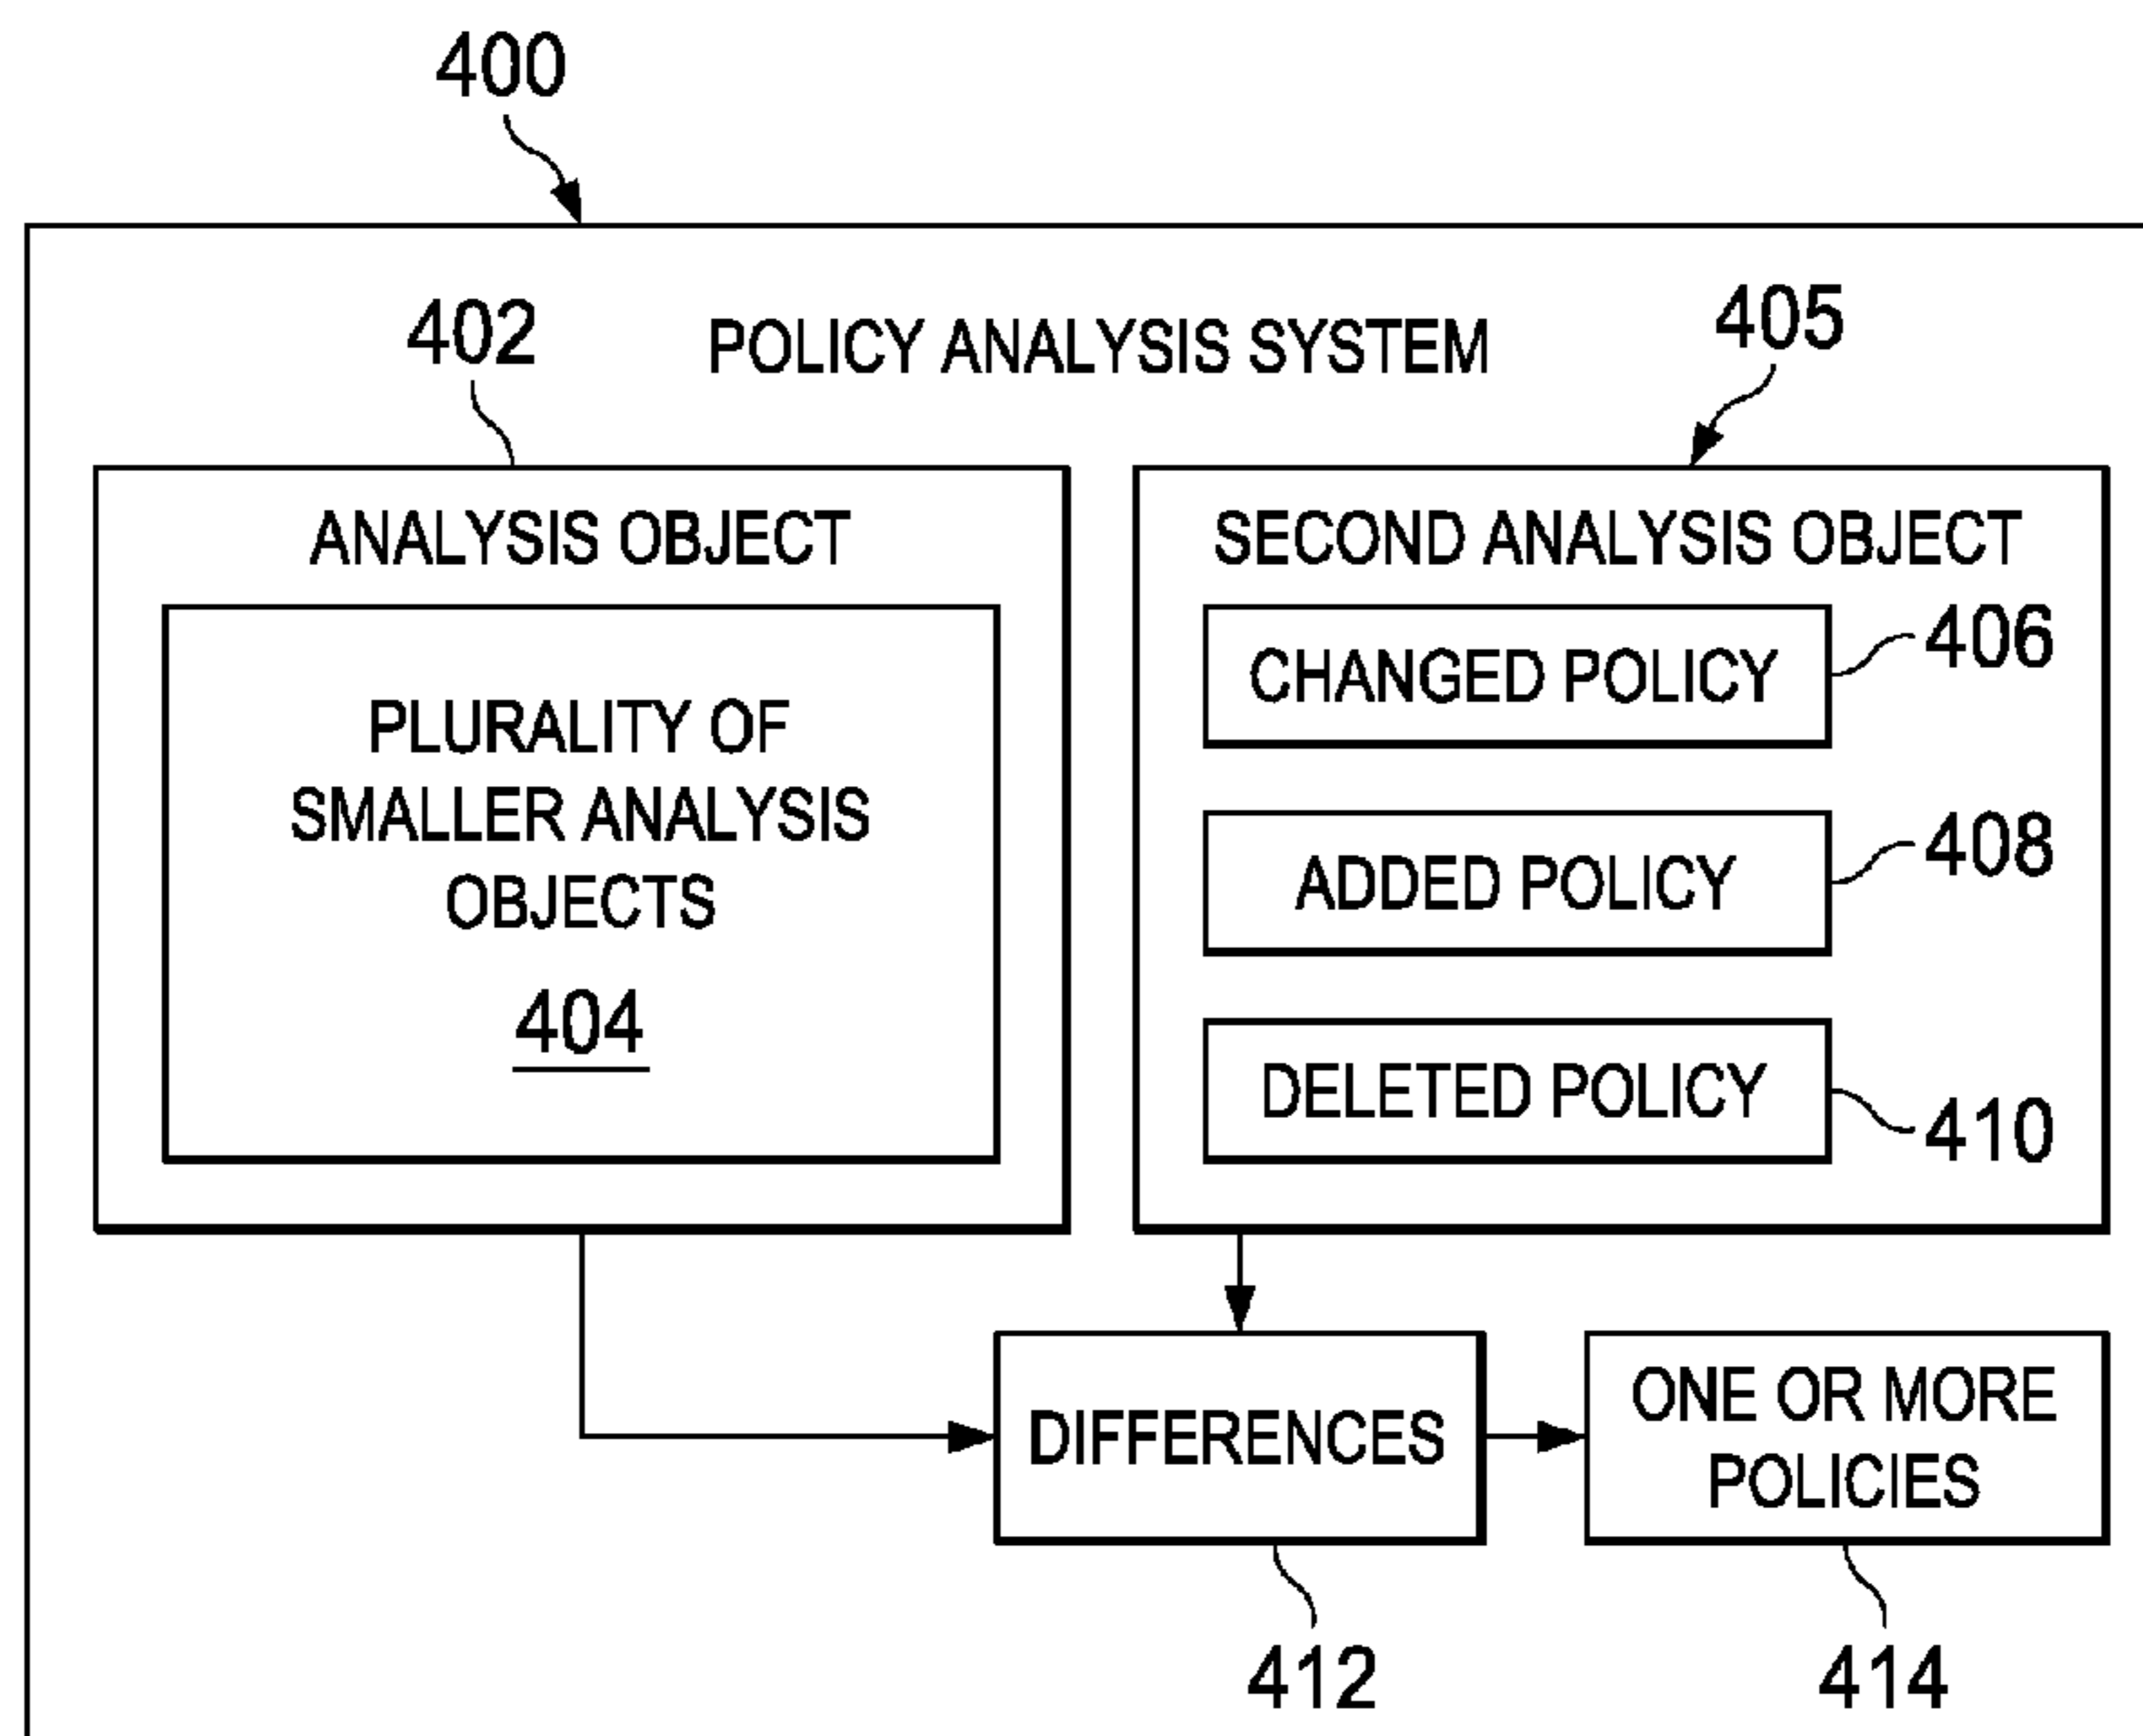 400
402
POLICY ANALYSIS SYSTEM
405
ANALYSIS OBJECT
PLURALITY OF
SMALLER ANALYSIS
OBJECTS
404
SECOND ANALYSIS OBJECT
CHANGED POLICY
406
ADDED POLICY
408
DELETED POLICY
410
DIFFERENCES
412
ONE OR MORE
POLICIES
414